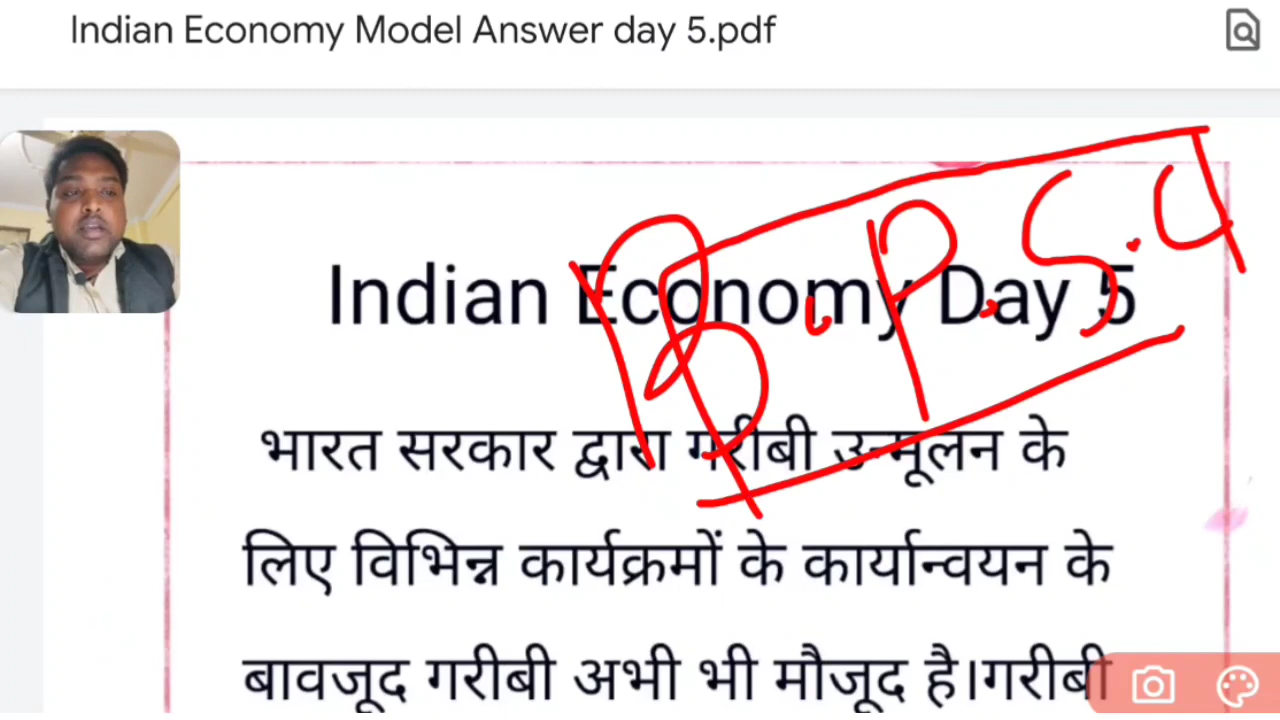 Indian Economy Model Answer day 5.pdf
B.P.S.C
Indian Economy Day 5
भारत सरकार द्वारा गरीबी उन्मूलन के
लिए विभिन्न कार्यक्रमों के कार्यान्वयन के
बावजूद गरीबी अभी भी मौजूद है।गरीबी